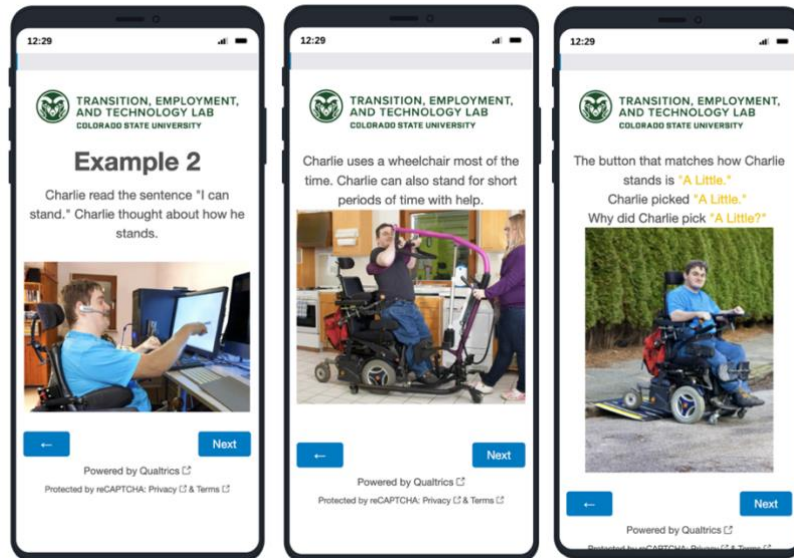 12:29
TRANSITION, EMPLOYMENT,
AND TECHNOLOGY LAB
COLORADO STATE UNIVERSITY
Example 2
Charlie read the sentence "I can
stand." Charlie thought about how he
stands.
←
Next
Powered by Qualtrics
Protected by reCAPTCHA: Privacy & Terms
12:29
TRANSITION, EMPLOYMENT,
AND TECHNOLOGY LAB
COLORADO STATE UNIVERSITY
Charlie uses a wheelchair most of the
time. Charlie can also stand for short
periods of time with help.
←
Next
Powered by Qualtrics
Protected by reCAPTCHA: Privacy & Terms
12:29
TRANSITION, EMPLOYMENT,
AND TECHNOLOGY LAB
COLORADO STATE UNIVERSITY
The button that matches how Charlie
stands is "A Little."
Charlie picked "A Little."
Why did Charlie pick "A Little?"
←
Next
Powered by Qualtrics
Protected by reCAPTCHA: Privacy & Terms